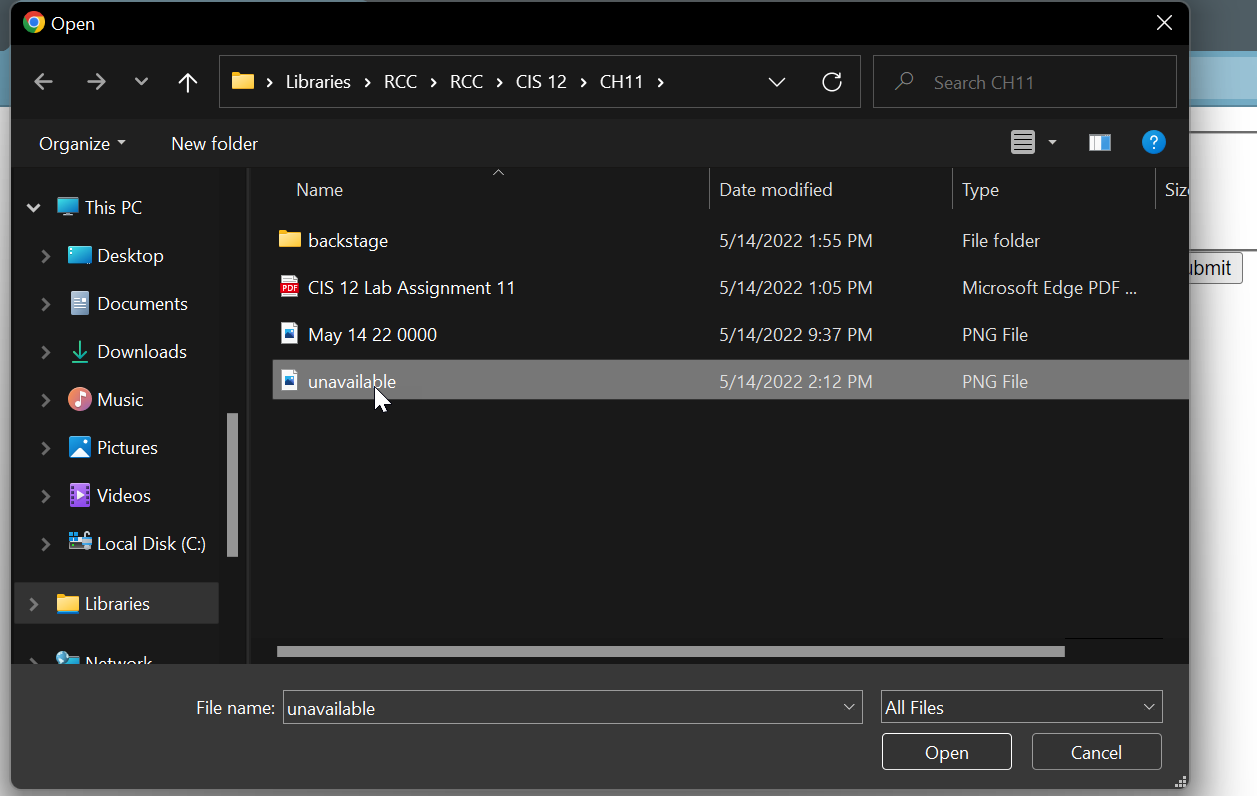 Open
Libraries > RCC > RCC > CIS 12 > CH11 >
Search CH11
Organize
New folder
Name
Date modified
Type
This PC
Desktop
Documents
Downloads
Music
Pictures
Videos
Local Disk (C:)
Libraries
Network
backstage 5/14/2022 1:55 PM File folder
CIS 12 Lab Assignment 11 5/14/2022 1:05 PM Microsoft Edge PDF ...
May 14 22 0000 5/14/2022 9:37 PM PNG File
unavailable 5/14/2022 2:12 PM PNG File
ubmit
File name: unavailable
All Files
Open
Cancel